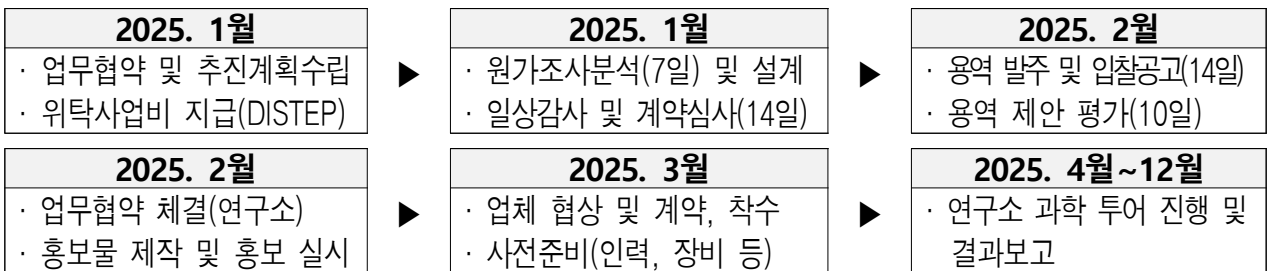 2025. 1월
· 업무협약 및 추진계획수립
· 위탁사업비 지급(DISTEP)
▶
2025. 1월
· 원가조사분석(7일) 및 설계
· 일상감사 및 계약심사(14일)
▶
2025. 2월
· 용역 발주 및 입찰공고(14일)
· 용역 제안 평가(10일)
2025. 2월
· 업무협약 체결(연구소)
· 홍보물 제작 및 홍보 실시
▶
2025. 3월
· 업체 협상 및 계약, 착수
· 사전준비(인력, 장비 등)
▶
2025. 4월~12월
· 연구소 과학 투어 진행 및
결과보고